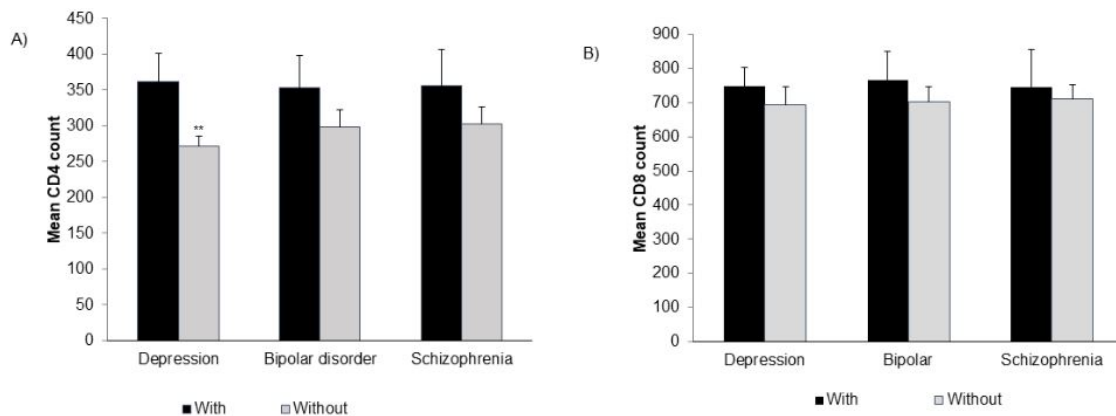 A)
Mean CD4 count
450
400
350
300
250
200
150
100
50
0
**
Depression
Bipolar disorder
Schizophrenia
With
Without
B)
Mean CD8 count
900
800
700
600
500
400
300
200
100
0
Depression
Bipolar
Schizophrenia
With
Without